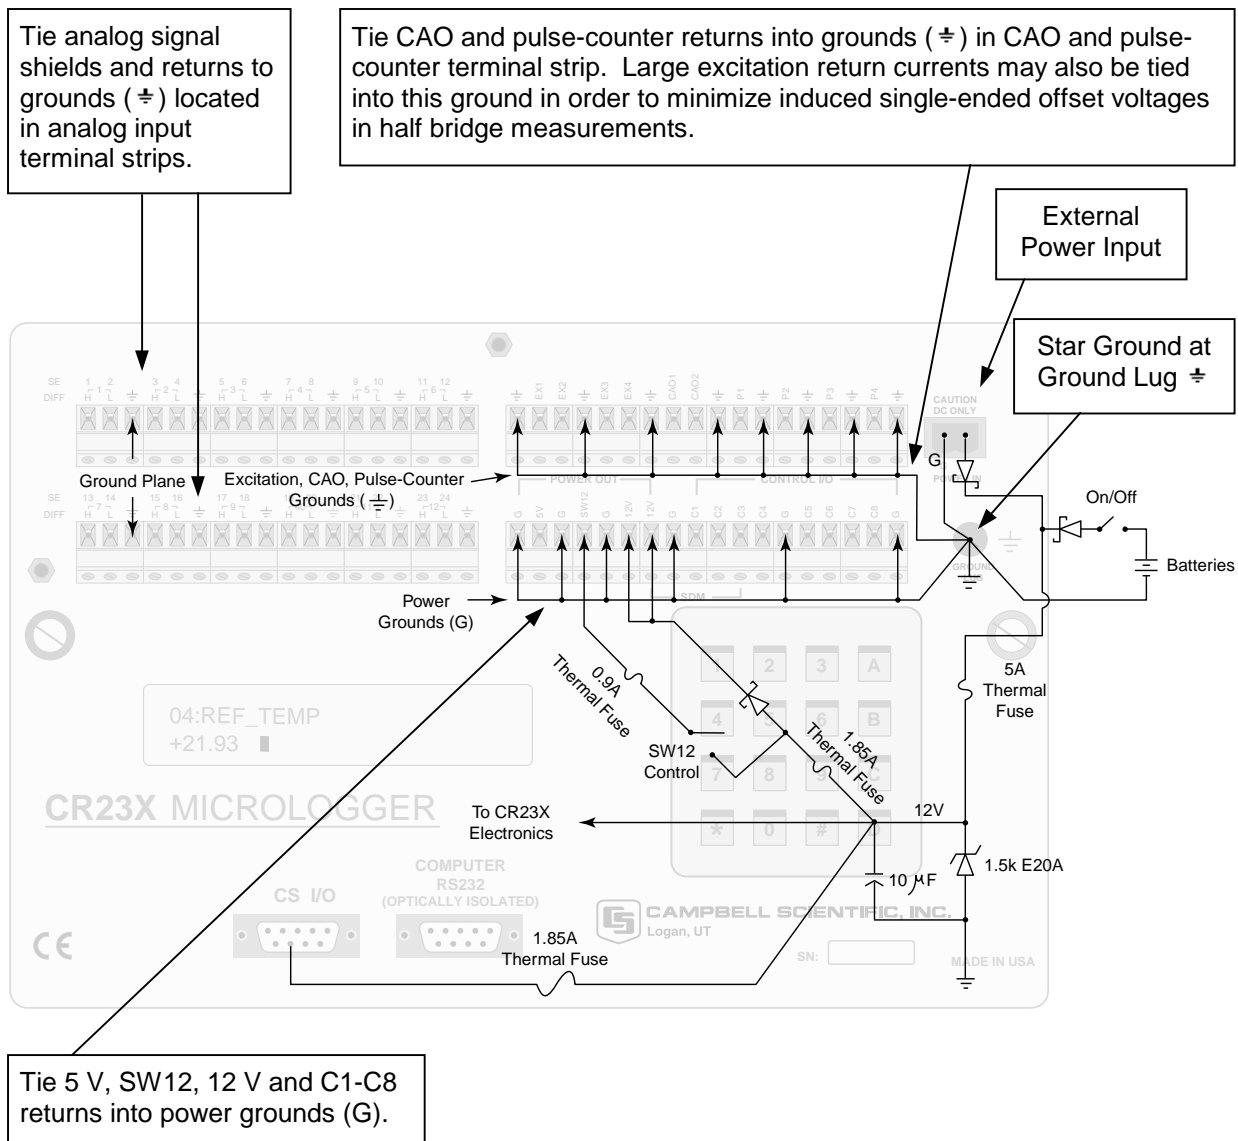 Tie analog signal
shields and returns to
grounds (⏚) located
in analog input
terminal strips.
Tie CAO and pulse-counter returns into grounds (⏚) in CAO and pulse-
counter terminal strip. Large excitation return currents may also be tied
into this ground in order to minimize induced single-ended offset voltages
in half bridge measurements.
External
Power Input
Star Ground at
Ground Lug ⏚
SE 1 2 3 4 5 6 7 8 9 10 11 12
DIFF H 1 L ⏚ H 2 L ⏚ H 3 L ⏚ H 4 L ⏚ H 5 L ⏚ H 6 L ⏚
⏚ EX1 EX2 ⏚ EX3 EX4 ⏚ CAO1 CAO2 ⏚ P1 ⏚ P2 ⏚ P3 ⏚ P4 ⏚
CAUTION
DC ONLY
G
POWER IN
Ground Plane
Excitation, CAO, Pulse-Counter
Grounds (⏚)
POWER OUT
CONTROL I/O
SE 13 14 15 16 17 18 23 24
DIFF H 7 L ⏚ H 8 L ⏚ H 9 L ⏚ H L ⏚ H L ⏚ H 12 L ⏚
G 5V G SW12 G 12V 12V G C1 C2 C3 C4 G C5 C6 C7 C8 G
On/Off
Batteries
GROUND
LUG
SDM
Power
Grounds (G)
0.9A
Thermal Fuse
1 2 3 A
4 5 6 B
7 8 9 C
* 0 # D
5A
Thermal
Fuse
04:REF_TEMP
+21.93
SW12
Control
1.85A
Thermal Fuse
CR23X MICROLOGGER
To CR23X
Electronics
12V
1.5k E20A
10 µF
COMPUTER
RS232
(OPTICALLY ISOLATED)
CS I/O
CS
CAMPBELL SCIENTIFIC, INC.
Logan, UT
1.85A
Thermal Fuse
CE
SN:
MADE IN USA
Tie 5 V, SW12, 12 V and C1-C8
returns into power grounds (G).